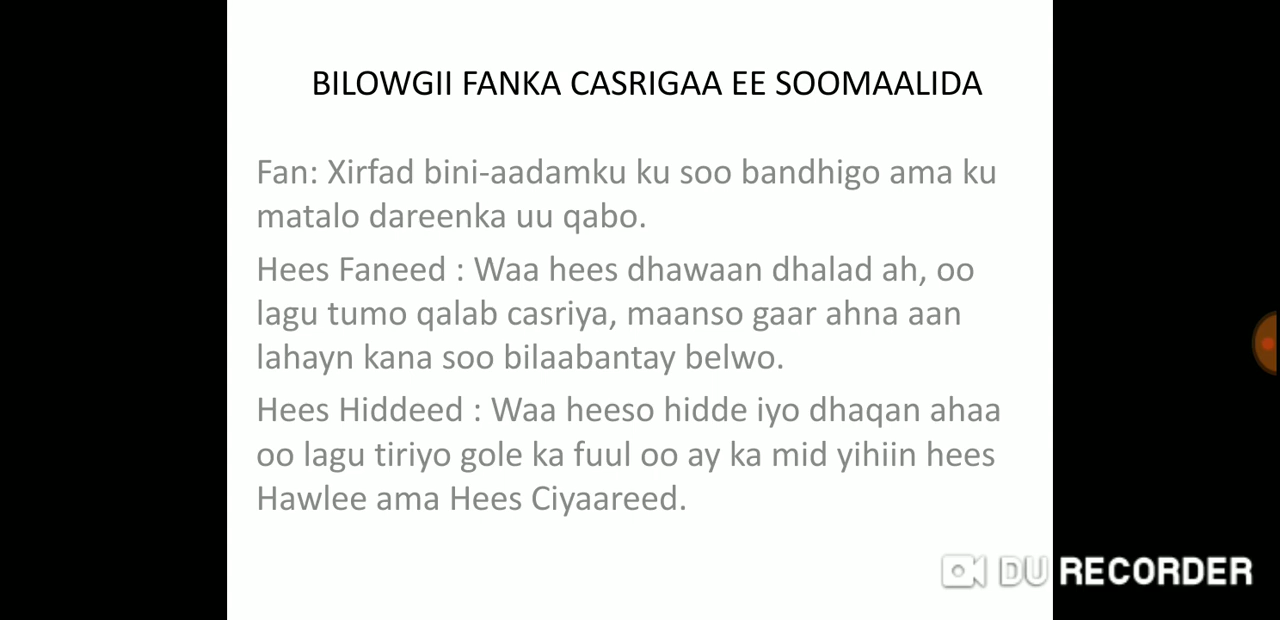 BILOWGII FANKA CASRIGAA EE SOOMAALIDA
Fan: Xirfad bini-aadamku ku soo bandhigo ama ku
matalo dareenka uu qabo.
Hees Faneed : Waa hees dhawaan dhalad ah, oo
lagu tumo qalab casriya, maanso gaar ahna aan
lahayn kana soo bilaabantay belwo.
Hees Hiddeed : Waa heeso hidde iyo dhaqan ahaa
oo lagu tiriyo gole ka fuul oo ay ka mid yihiin hees
Hawlee ama Hees Ciyaareed.
DU RECORDER